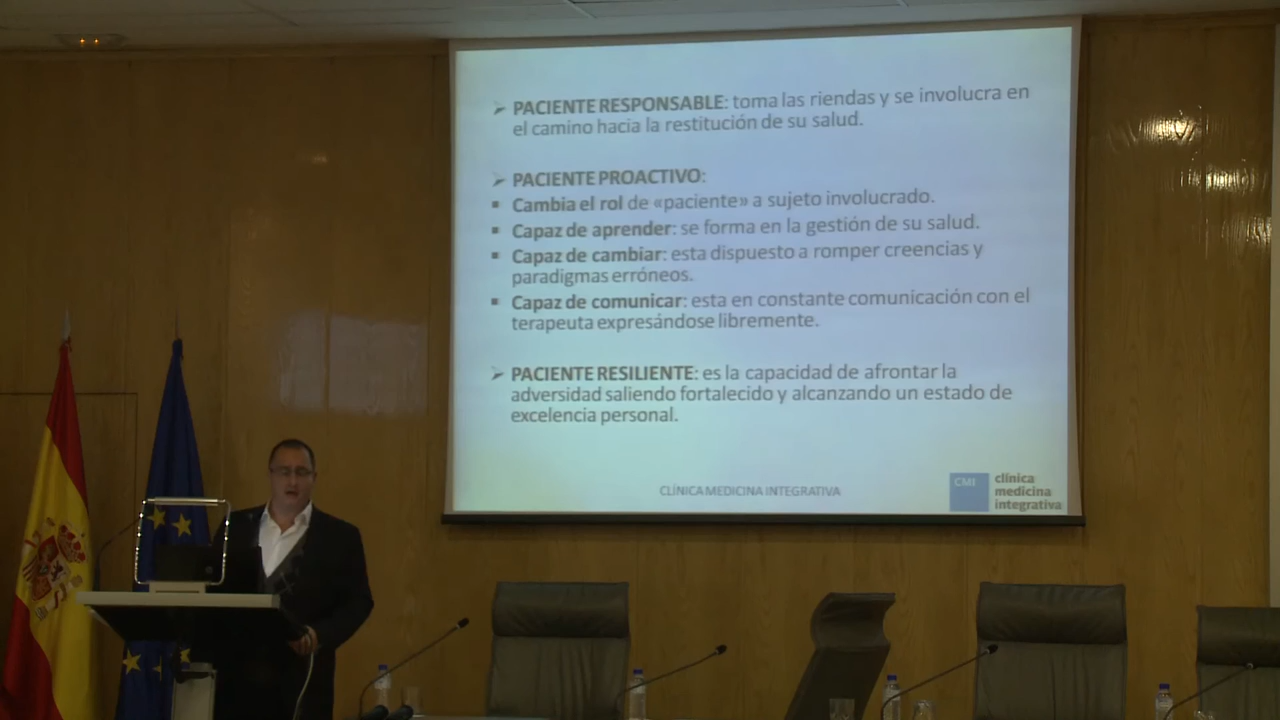 ➢ PACIENTE RESPONSABLE: toma las riendas y se involucra en
el camino hacia la restitución de su salud.
➢ PACIENTE PROACTIVO:
▪ Cambia el rol de «paciente» a sujeto involucrado.
▪ Capaz de aprender: se forma en la gestión de su salud.
▪ Capaz de cambiar: esta dispuesto a romper creencias y
paradigmas erróneos.
▪ Capaz de comunicar: esta en constante comunicación con el
terapeuta expresándose libremente.
➢ PACIENTE RESILIENTE: es la capacidad de afrontar la
adversidad saliendo fortalecido y alcanzando un estado de
excelencia personal.
CLÍNICA MEDICINA INTEGRATIVA
CMI
clínica
medicina
integrativa